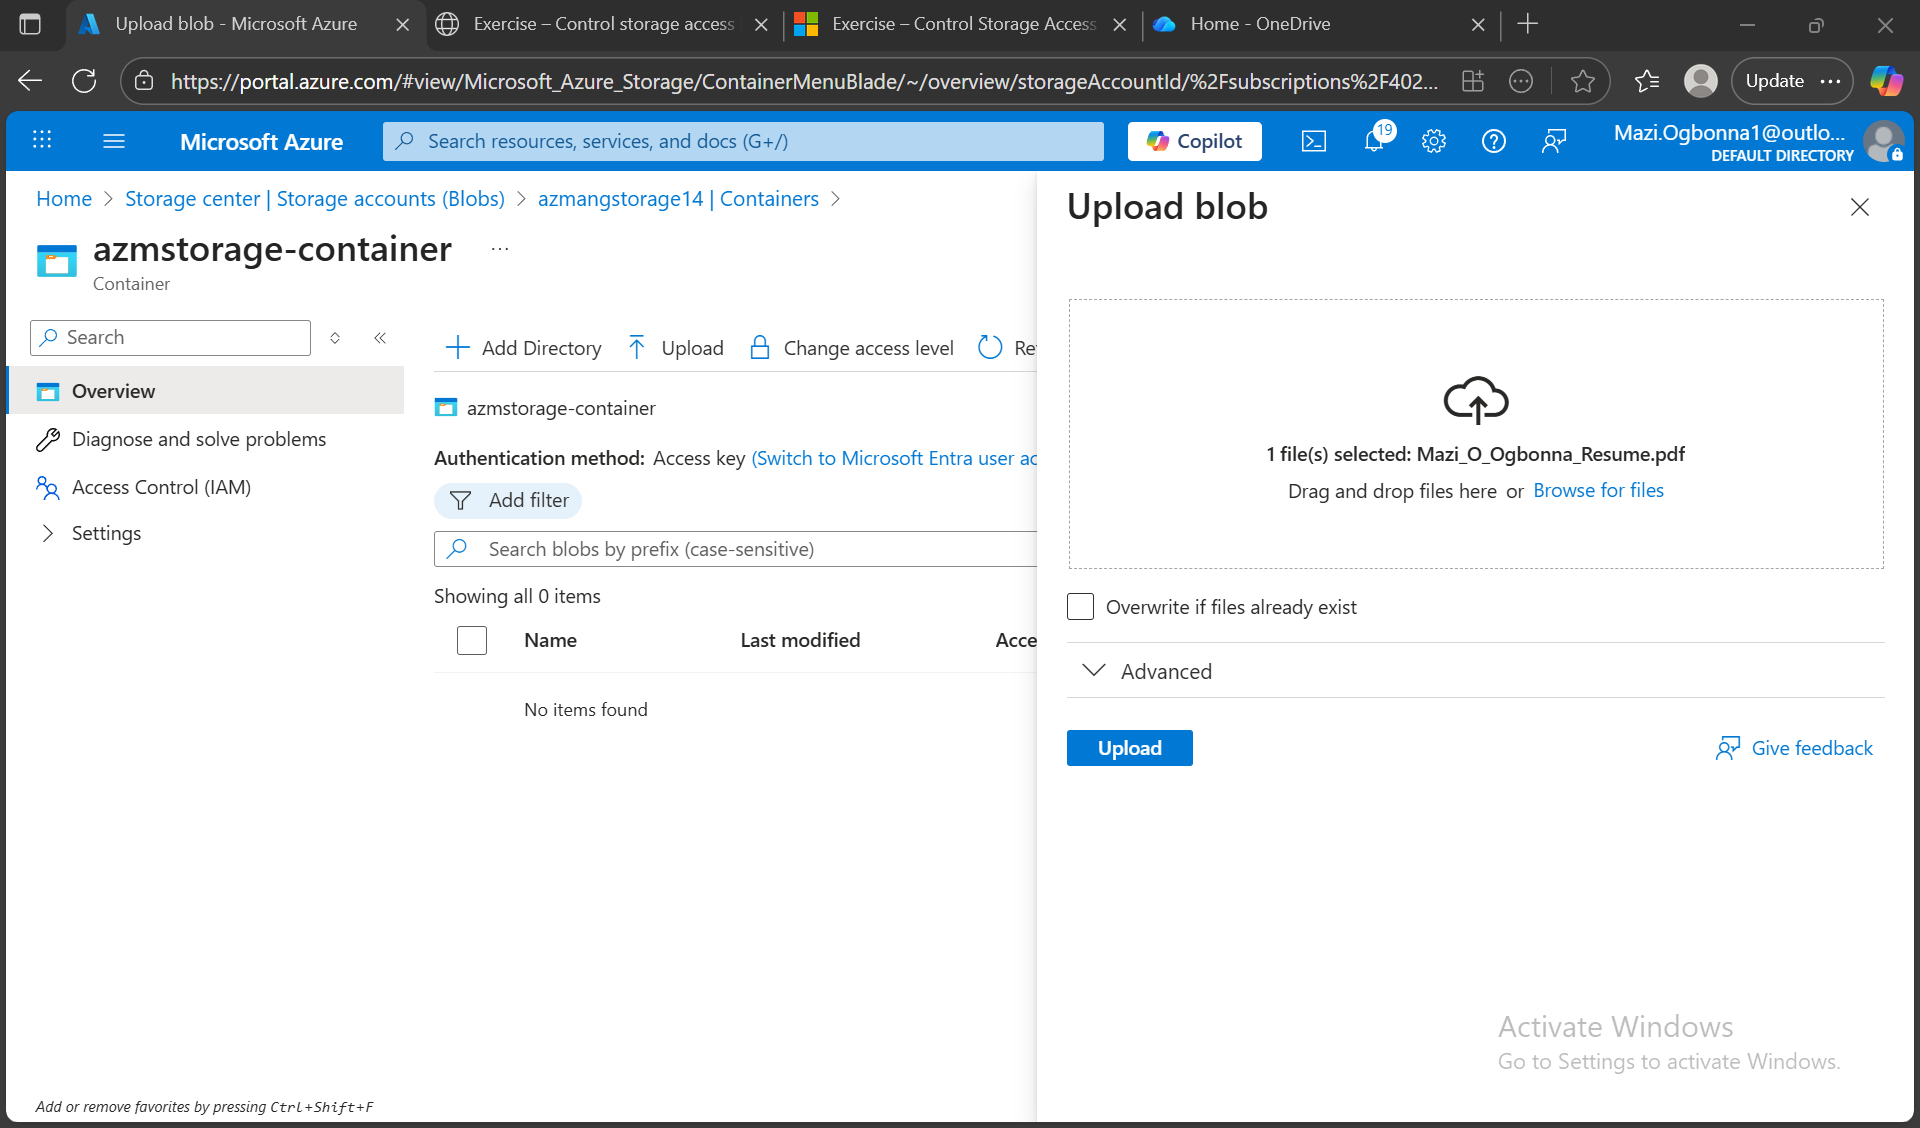 Upload blob - Microsoft Azure
Exercise – Control storage access
Exercise – Control Storage Access
Home - OneDrive
https://portal.azure.com/#view/Microsoft_Azure_Storage/ContainerMenuBlade/~/overview/storageAccountId/%2Fsubscriptions%2F402...
Update
Microsoft Azure
Search resources, services, and docs (G+/)
Copilot
19
Mazi.Ogbonna1@outlo...
DEFAULT DIRECTORY
Home > Storage center | Storage accounts (Blobs) > azmangstorage14 | Containers >
azmstorage-container ...
Container
Search
Overview
Diagnose and solve problems
Access Control (IAM)
Settings
Add Directory
Upload
Change access level
Re
azmstorage-container
Authentication method: Access key (Switch to Microsoft Entra user ac
Add filter
Search blobs by prefix (case-sensitive)
Showing all 0 items
Name
Last modified
Acce
No items found
Add or remove favorites by pressing Ctrl+Shift+F
Upload blob
1 file(s) selected: Mazi_O_Ogbonna_Resume.pdf
Drag and drop files here or Browse for files
Overwrite if files already exist
Advanced
Upload
Give feedback
Activate Windows
Go to Settings to activate Windows.